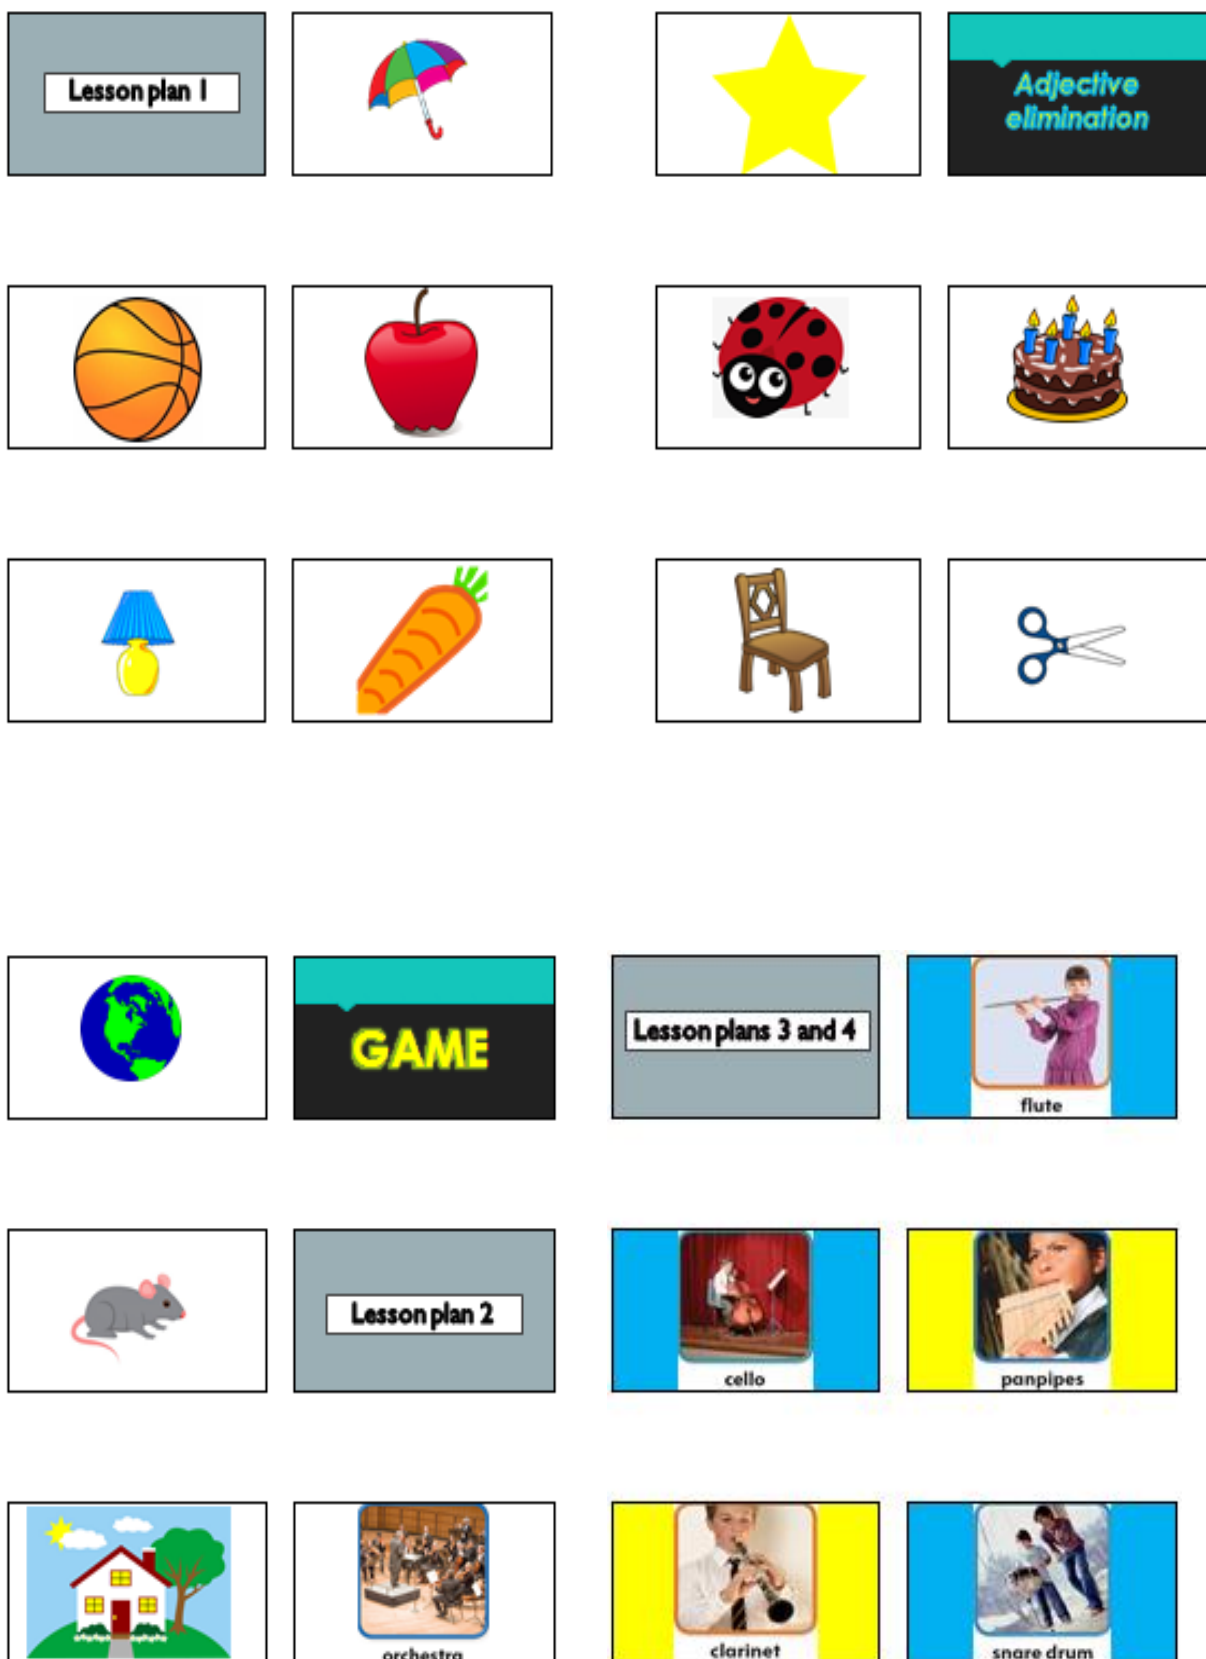 Lesson plan 1
Adjective
elimination
GAME
Lesson plans 3 and 4
flute
Lesson plan 2
cello
panpipes
orchestra
clarinet
snare drum